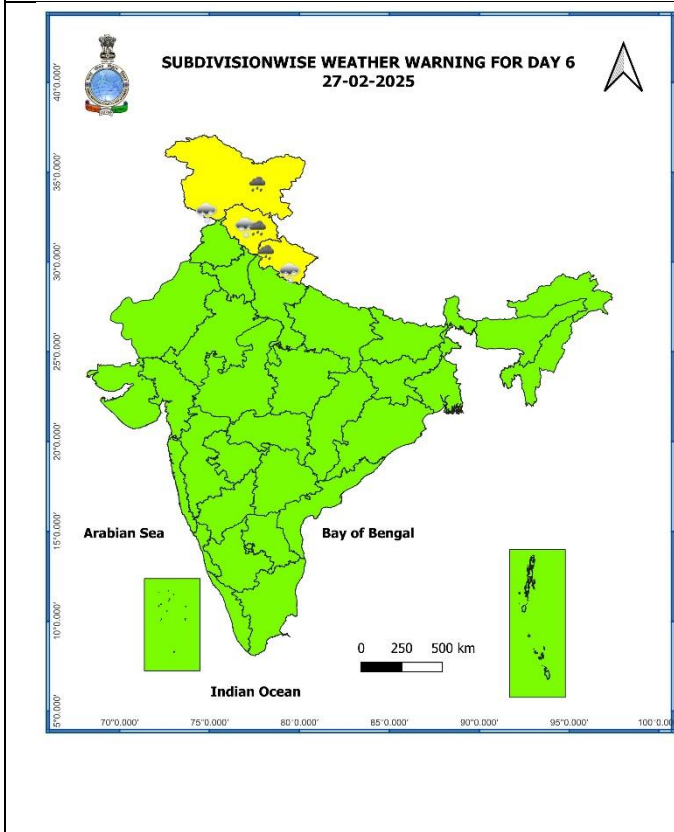 SUBDIVISIONWISE WEATHER WARNING FOR DAY 6
27-02-2025
40°0.000'
35°0.000'
30°0.000'
25°0.000'
20°0.000'
15°0.000'
10°0.000'
5°0.000'
Arabian Sea
Bay of Bengal
0 250 500 km
Indian Ocean
70°0.000' 75°0.000' 80°0.000' 85°0.000' 90°0.000' 95°0.000' 100°0.00